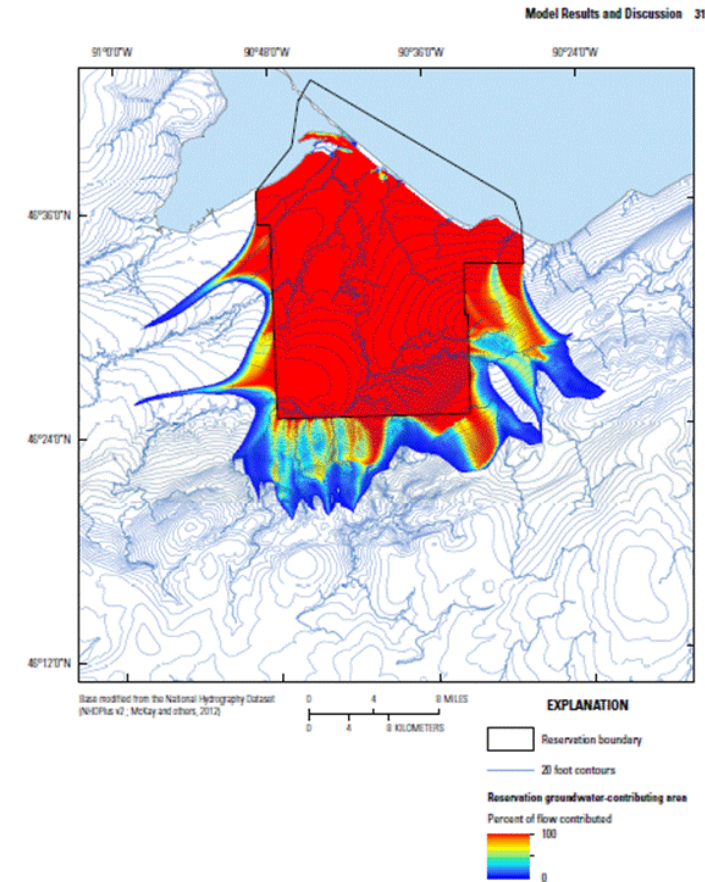 Model Results and Discussion 31
91°0'0"W 90°48'0"W 90°36'0"W 90°24'0"W
46°36'0"N
46°24'0"N
46°12'0"N
Base modified from the National Hydrography Dataset
(NHDPlus v2 ; McKay and others, 2012)
0 4 8 MILES
0 4 8 KILOMETERS
EXPLANATION
Reservation boundary
20 foot contours
Reservation groundwater-contributing area
Percent of flow contributed
100
0